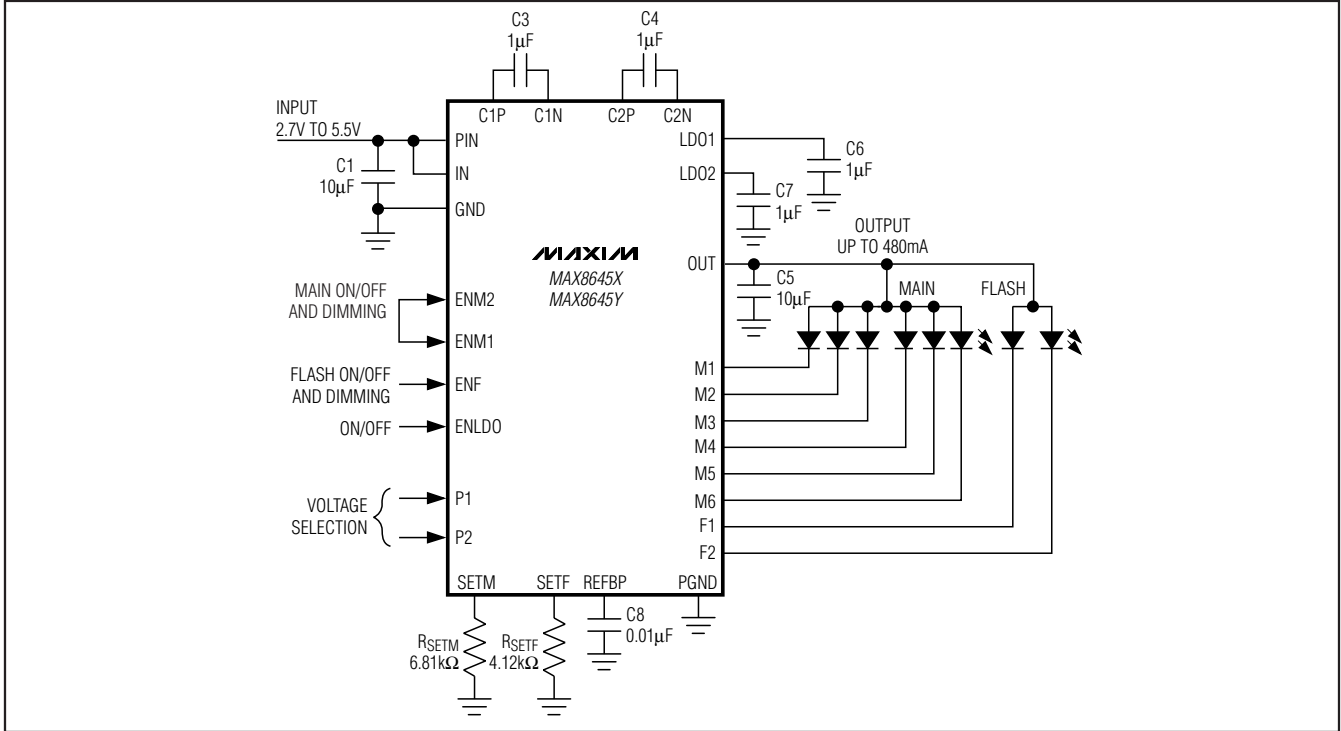 C3
1µF
C4
1µF
C1P
C1N
C2P
C2N
INPUT
2.7V TO 5.5V
C1
10µF
PIN
IN
GND
LDO1
LDO2
C6
1µF
C7
1µF
OUTPUT
UP TO 480mA
MAXIM
MAX8645X
MAX8645Y
OUT
C5
10µF
MAIN
FLASH
MAIN ON/OFF
AND DIMMING
ENM2
ENM1
FLASH ON/OFF
AND DIMMING
ENF
ON/OFF
ENLDO
VOLTAGE
SELECTION
P1
P2
M1
M2
M3
M4
M5
M6
F1
F2
SETM
SETF
REFBP
PGND
RSETM
6.81kΩ
RSETF
4.12kΩ
C8
0.01µF